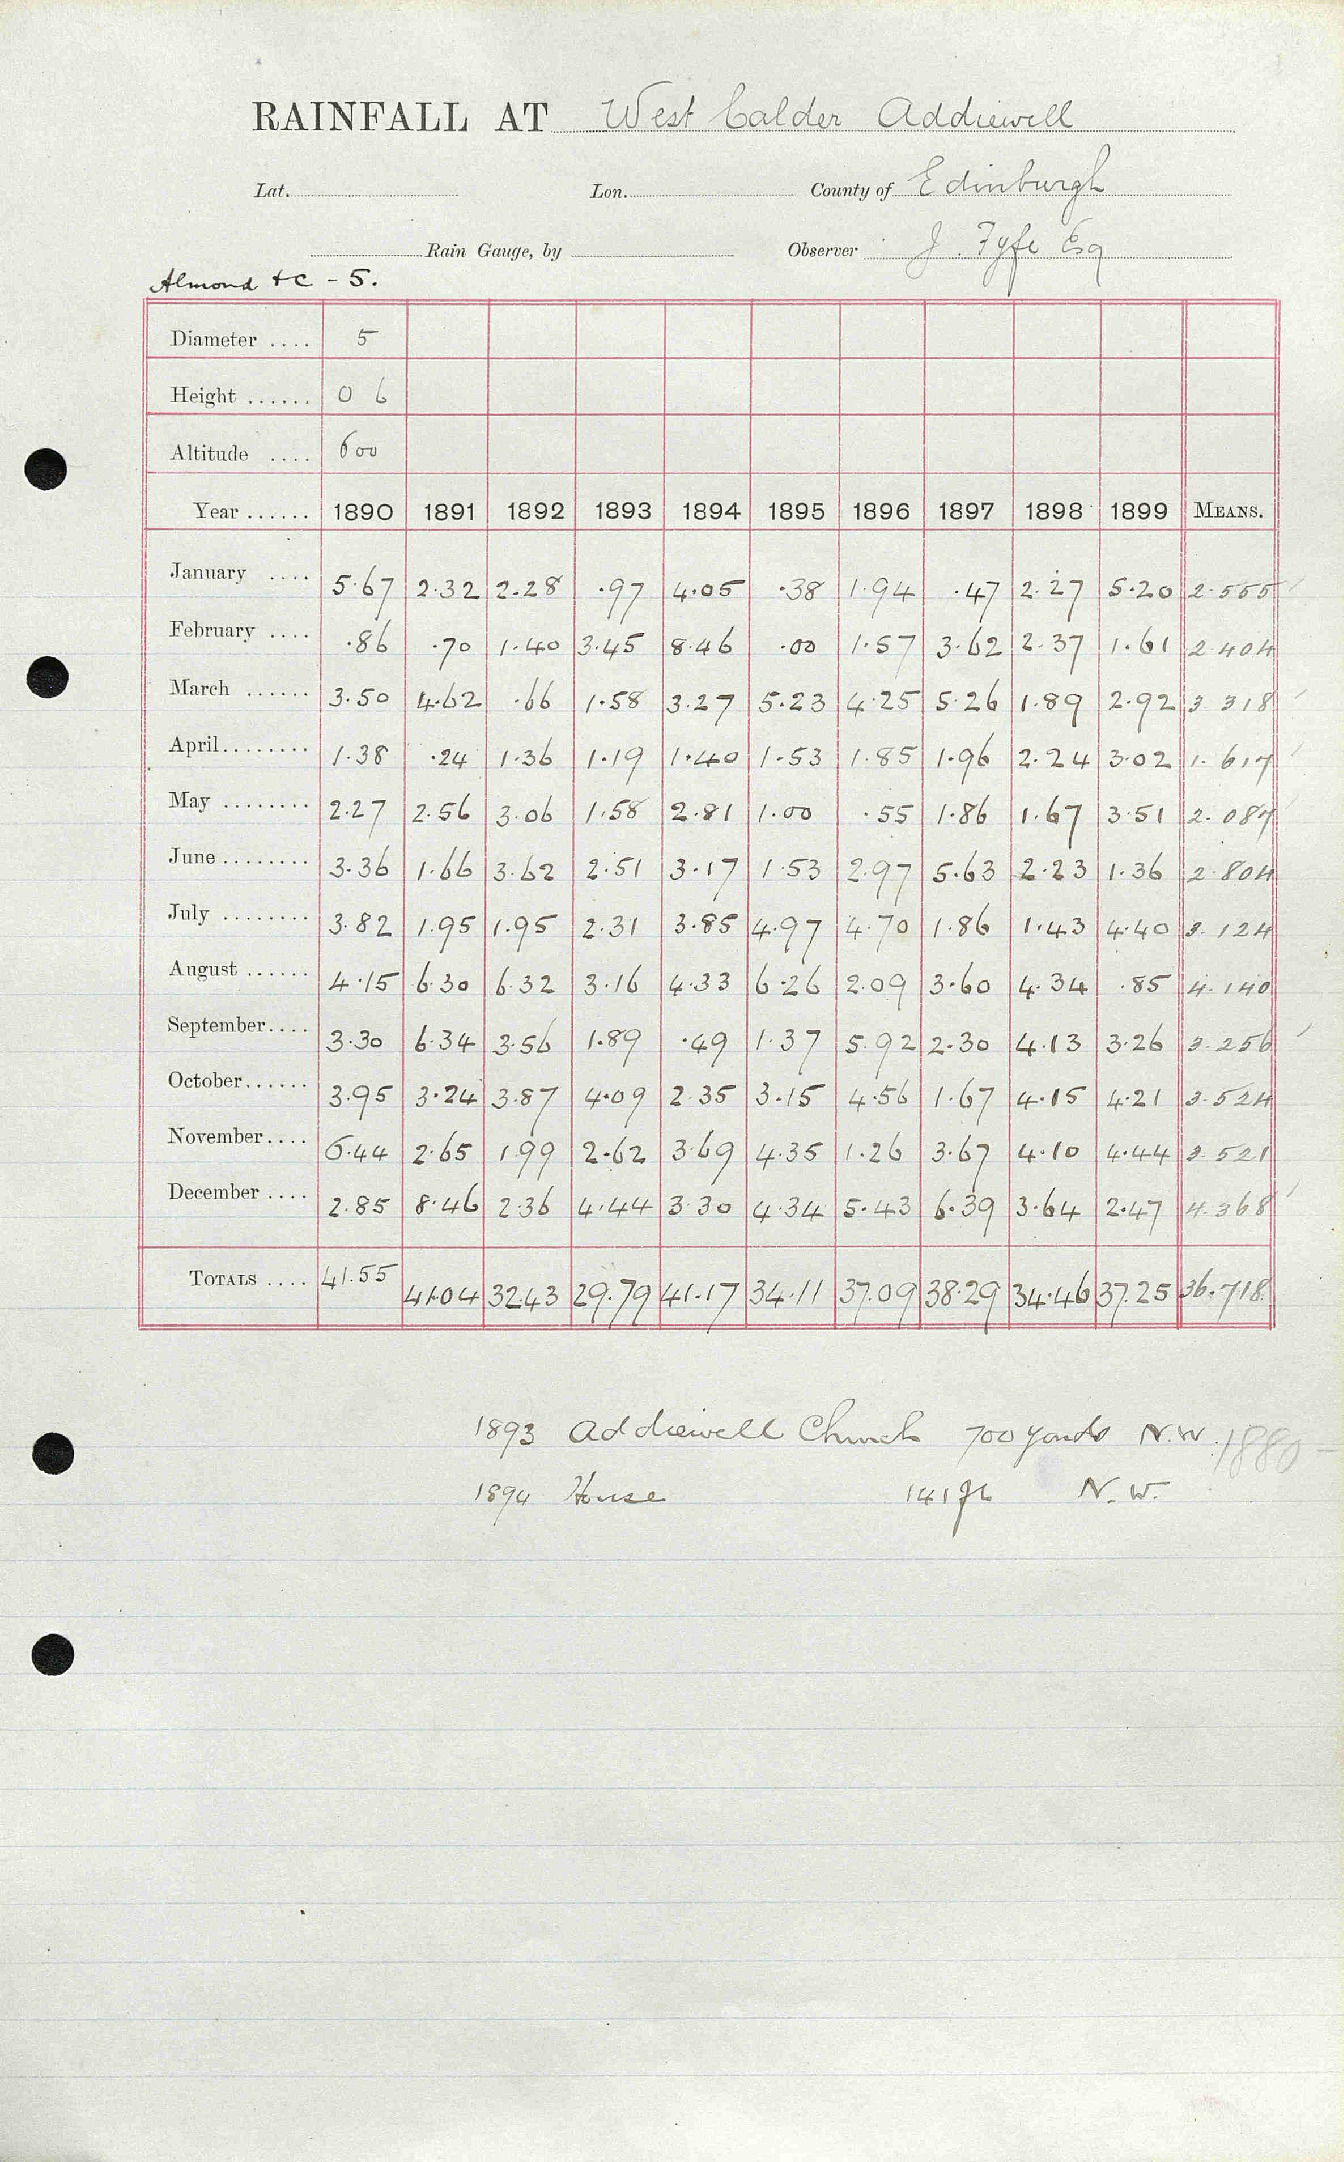 RAINFALL AT West Calder Addiewell
Lat. Lon. County of Edinburgh
Rain Gauge, by Observer J. Fyfe Esq
Almond + c - 5.
Diameter .... 5
Height ...... 0 6
Altitude .... 600
Year ...... 1890 1891 1892 1893 1894 1895 1896 1897 1898 1899 MEANS.
January .... 5.67 2.32 2.28 .97 4.05 .38 1.94 .47 2.27 5.20 2.555
February .... .86 .70 1.40 3.45 8.46 .00 1.57 3.62 2.37 1.61 2.404
March ...... 3.50 4.62 .66 1.58 3.27 5.23 4.25 5.26 1.89 2.92 3.318
April........ 1.38 .24 1.36 1.19 1.40 1.53 1.85 1.96 2.24 3.02 1.617
May ........ 2.27 2.56 3.06 1.58 2.81 1.00 .55 1.86 1.67 3.51 2.087
June........ 3.36 1.66 3.62 2.51 3.17 1.53 2.97 5.63 2.23 1.36 2.804
July ........ 3.82 1.95 1.95 2.31 3.85 4.97 4.70 1.86 1.43 4.40 3.124
August ...... 4.15 6.30 6.32 3.16 4.33 6.26 2.09 3.60 4.34 .85 4.140
September.... 3.30 6.34 3.56 1.89 .49 1.37 5.92 2.30 4.13 3.26 3.256
October...... 3.95 3.24 3.87 4.09 2.35 3.15 4.56 1.67 4.15 4.21 3.524
November.... 6.44 2.65 1.99 2.62 3.69 4.35 1.26 3.67 4.10 4.44 3.521
December .... 2.85 8.46 2.36 4.44 3.30 4.34 5.43 6.39 3.64 2.47 4.368
TOTALS .... 41.55 41.04 32.43 29.79 41.17 34.11 37.09 38.29 34.46 37.25 36.718
1893 Addiewell Church 700 yards N.W. 1880-
1894 House 141 ft N.W.